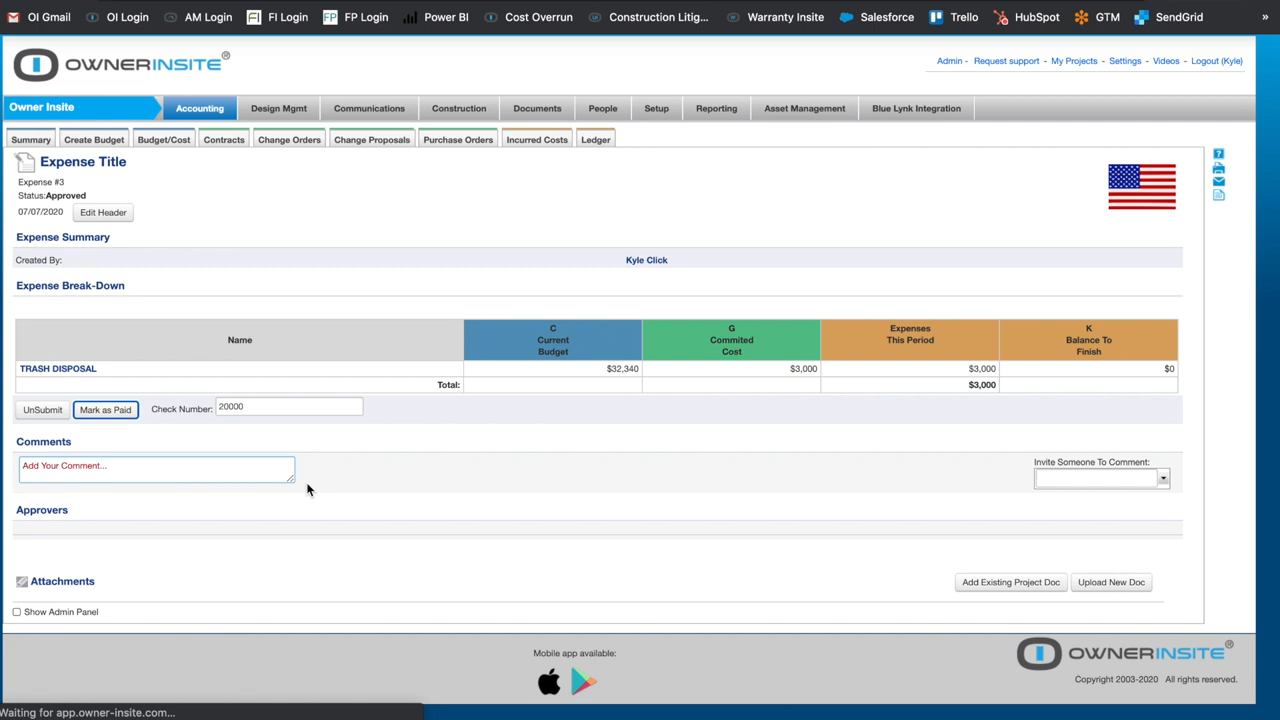 OI Gmail OI Login AM Login FI Login FP Login Power BI Cost Overrun Construction Litig... Warranty Insite Salesforce Trello HubSpot GTM SendGrid »
OWNERINSITE®
Admin - Request support - My Projects - Settings - Videos - Logout (Kyle)
Owner Insite Accounting Design Mgmt Communications Construction Documents People Setup Reporting Asset Management Blue Lynk Integration
Summary Create Budget Budget/Cost Contracts Change Orders Change Proposals Purchase Orders Incurred Costs Ledger
Expense Title
Expense #3
Status:Approved
07/07/2020 Edit Header
Expense Summary
Created By: Kyle Click
Expense Break-Down
Name
C
Current
Budget
G
Commited
Cost
Expenses
This Period
K
Balance To
Finish
TRASH DISPOSAL $32,340 $3,000 $3,000 $0
Total: $3,000
UnSubmit Mark as Paid Check Number: 20000
Comments
Add Your Comment...
Invite Someone To Comment:
Approvers
Attachments Add Existing Project Doc Upload New Doc
Show Admin Panel
Mobile app available:
OWNERINSITE®
Copyright 2003-2020 All rights reserved.
Waiting for app.owner-insite.com...